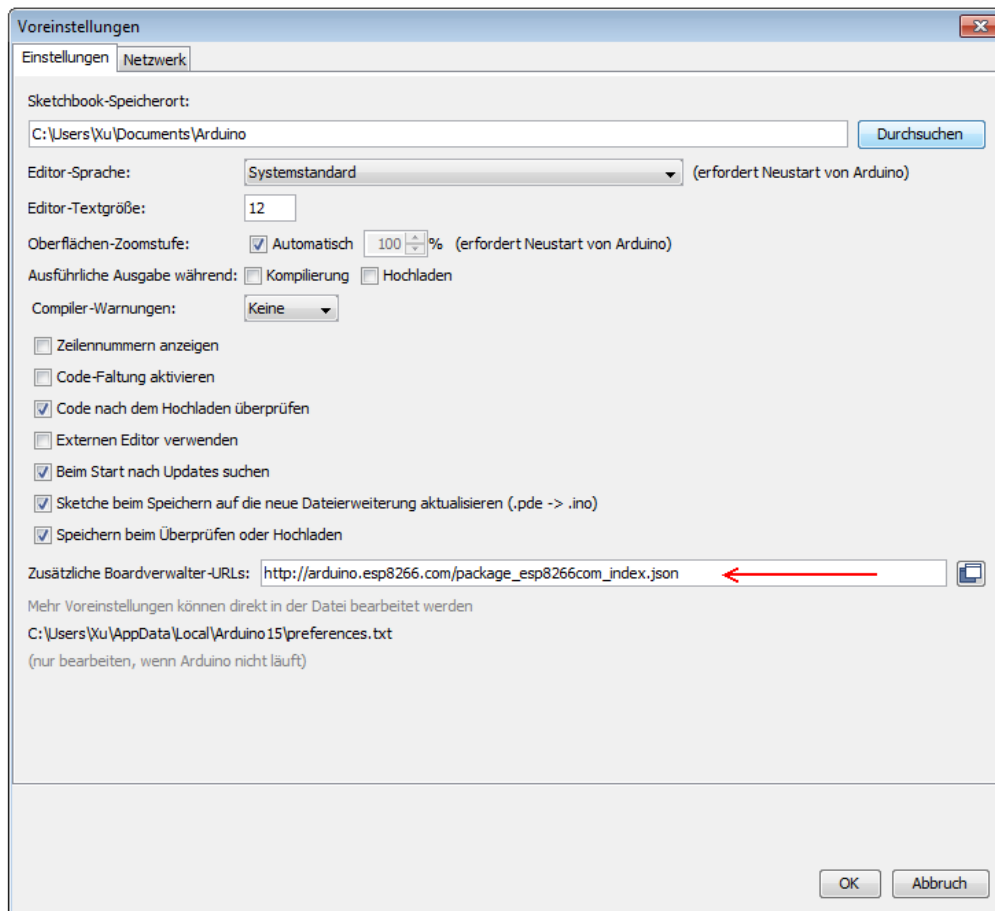 Voreinstellungen
Einstellungen Netzwerk
Sketchbook-Speicherort:
C:\Users\Xu\Documents\Arduino Durchsuchen
Editor-Sprache: Systemstandard (erfordert Neustart von Arduino)
Editor-Textgröße: 12
Oberflächen-Zoomstufe: Automatisch 100 % (erfordert Neustart von Arduino)
Ausführliche Ausgabe während: Kompilierung Hochladen
Compiler-Warnungen: Keine
Zeilennummern anzeigen
Code-Faltung aktivieren
Code nach dem Hochladen überprüfen
Externen Editor verwenden
Beim Start nach Updates suchen
Sketche beim Speichern auf die neue Dateierweiterung aktualisieren (.pde -> .ino)
Speichern beim Überprüfen oder Hochladen
Zusätzliche Boardverwalter-URLs: http://arduino.esp8266.com/package_esp8266com_index.json
Mehr Voreinstellungen können direkt in der Datei bearbeitet werden
C:\Users\Xu\AppData\Local\Arduino15\preferences.txt
(nur bearbeiten, wenn Arduino nicht läuft)
OK Abbruch